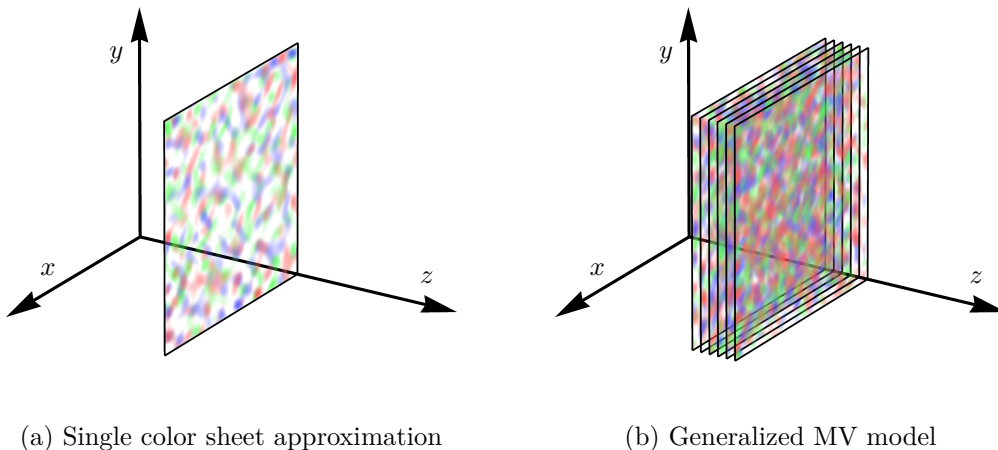 y
x
z
y
x
z
(a) Single color sheet approximation
(b) Generalized MV model